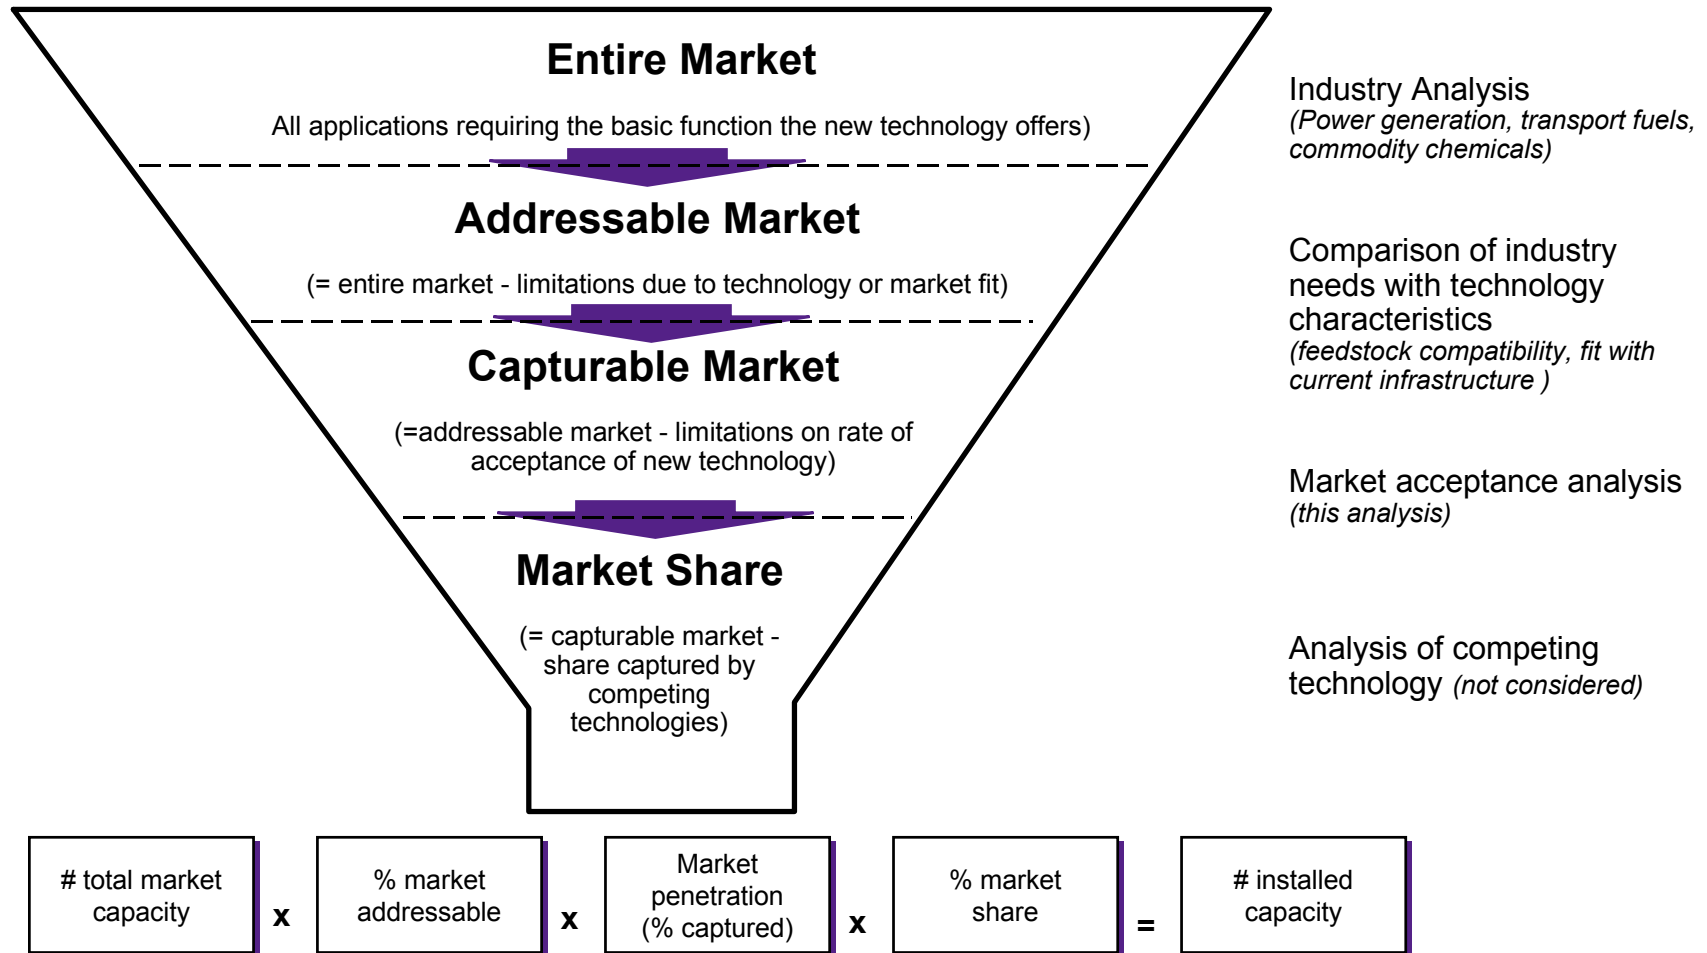 Entire Market
All applications requiring the basic function the new technology offers)
Addressable Market
(= entire market - limitations due to technology or market fit)
Capturable Market
(=addressable market - limitations on rate of
acceptance of new technology)
Market Share
(= capturable market -
share captured by
competing
technologies)
Industry Analysis
(Power generation, transport fuels,
commodity chemicals)
Comparison of industry
needs with technology
characteristics
(feedstock compatibility, fit with
current infrastructure )
Market acceptance analysis
(this analysis)
Analysis of competing
technology (not considered)
# total market
capacity
x
% market
addressable
x
Market
penetration
(% captured)
x
% market
share
=
# installed
capacity